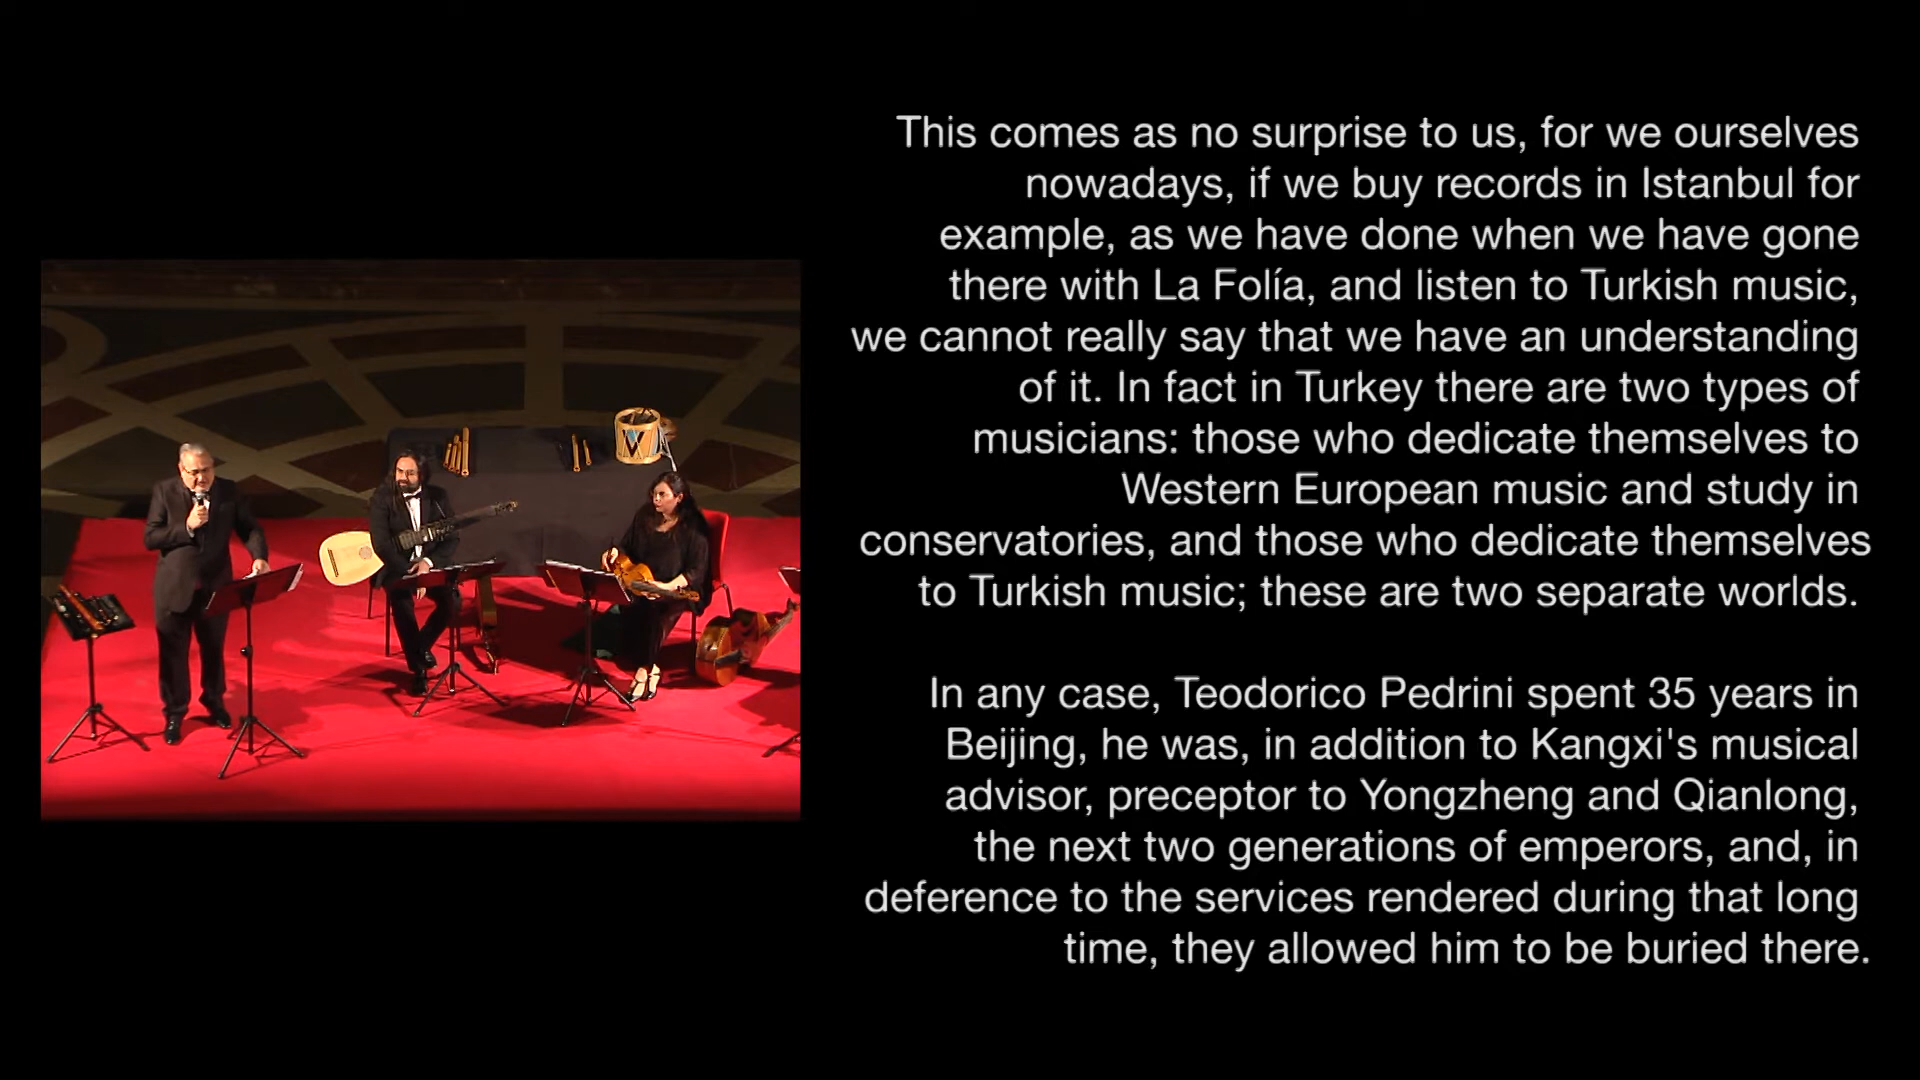 This comes as no surprise to us, for we ourselves
nowadays, if we buy records in Istanbul for
example, as we have done when we have gone
there with La Folía, and listen to Turkish music,
we cannot really say that we have an understanding
of it. In fact in Turkey there are two types of
musicians: those who dedicate themselves to
Western European music and study in
conservatories, and those who dedicate themselves
to Turkish music; these are two separate worlds.
In any case, Teodorico Pedrini spent 35 years in
Beijing, he was, in addition to Kangxi's musical
advisor, preceptor to Yongzheng and Qianlong,
the next two generations of emperors, and, in
deference to the services rendered during that long
time, they allowed him to be buried there.